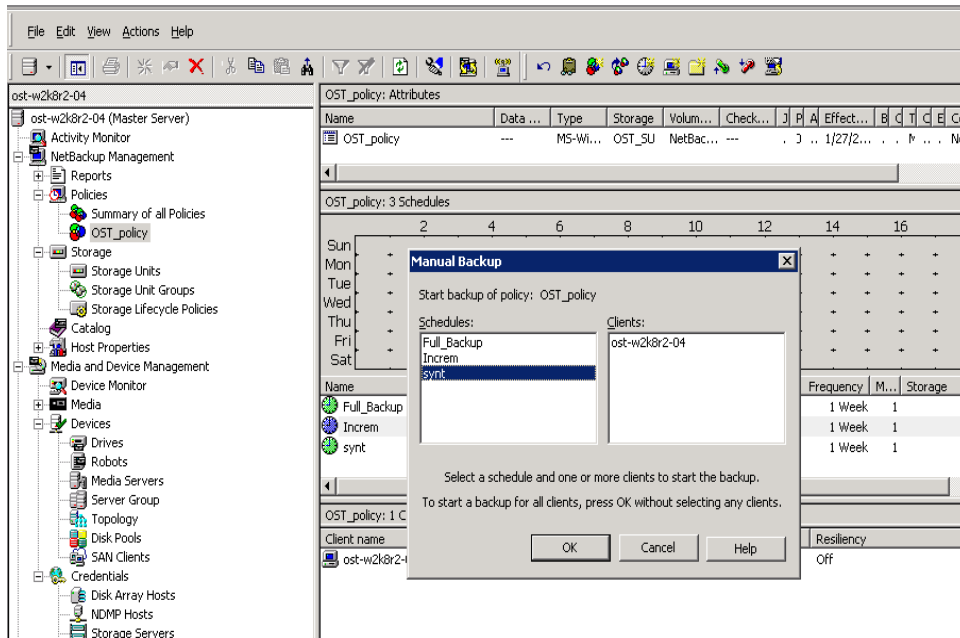 File Edit View Actions Help
ost-w2k8r2-04
ost-w2k8r2-04 (Master Server)
Activity Monitor
NetBackup Management
Reports
Policies
Summary of all Policies
OST_policy
Storage
Storage Units
Storage Unit Groups
Storage Lifecycle Policies
Catalog
Host Properties
Media and Device Management
Device Monitor
Media
Devices
Drives
Robots
Media Servers
Server Group
Topology
Disk Pools
SAN Clients
Credentials
Disk Array Hosts
NDMP Hosts
Storage Servers
OST_policy: Attributes
Name Data ... Type Storage Volum... Check... J P A Effect... B C T C E
OST_policy --- MS-Wi... OST_SU NetBac... --- . J .. 1/27/2...
OST_policy: 3 Schedules
2 4 6 8 10 12 14 16
Sun
Mon
Tue
Wed
Thu
Fri
Sat
Name Frequency M... Storage
Full_Backup 1 Week 1
Increm 1 Week 1
synt 1 Week 1
OST_policy: 1 C
Client name Resiliency
ost-w2k8r2- Off
Manual Backup
Start backup of policy: OST_policy
Schedules: Clients:
Full_Backup ost-w2k8r2-04
Increm
synt
Select a schedule and one or more clients to start the backup.
To start a backup for all clients, press OK without selecting any clients.
OK Cancel Help